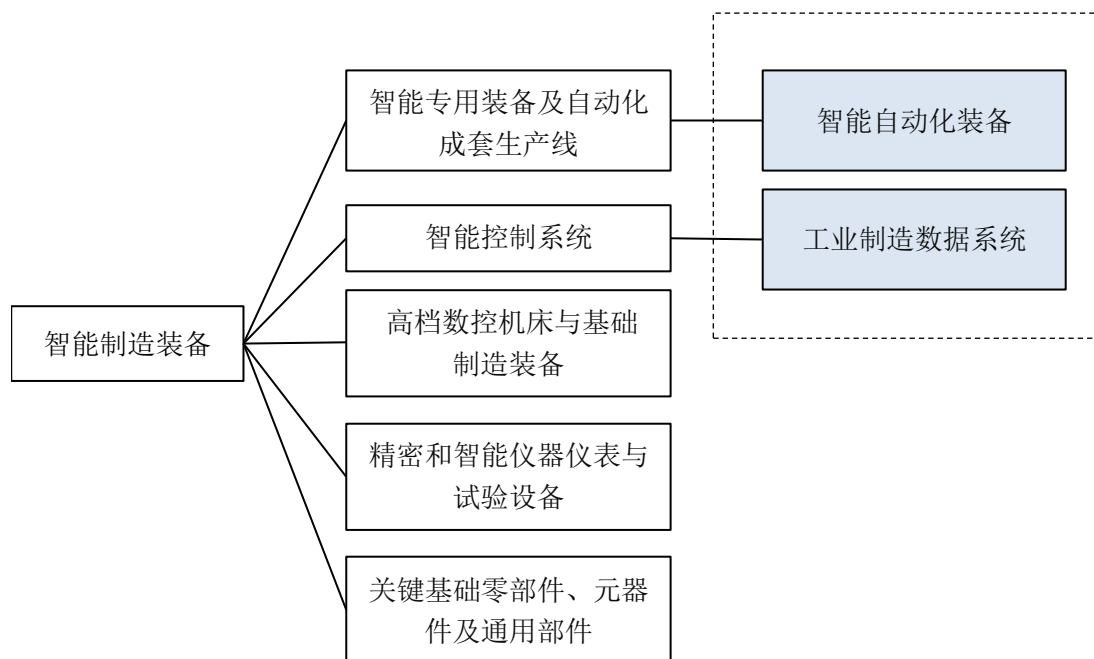 智能专用装备及自动化
成套生产线
智能自动化装备
智能控制系统
工业制造数据系统
智能制造装备
高档数控机床与基础
制造装备
精密和智能仪器仪表与
试验设备
关键基础零部件、元器
件及通用部件